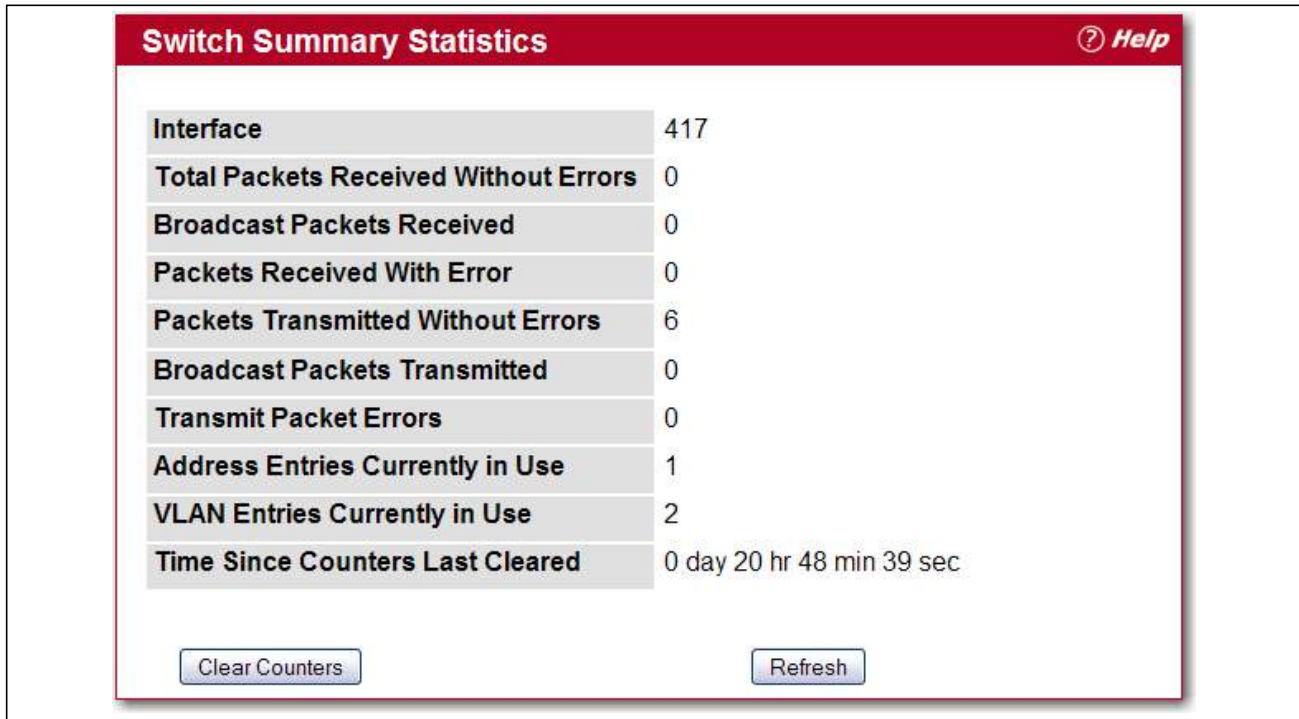 Switch Summary Statistics
? Help
Interface 417
Total Packets Received Without Errors 0
Broadcast Packets Received 0
Packets Received With Error 0
Packets Transmitted Without Errors 6
Broadcast Packets Transmitted 0
Transmit Packet Errors 0
Address Entries Currently in Use 1
VLAN Entries Currently in Use 2
Time Since Counters Last Cleared 0 day 20 hr 48 min 39 sec
Clear Counters
Refresh